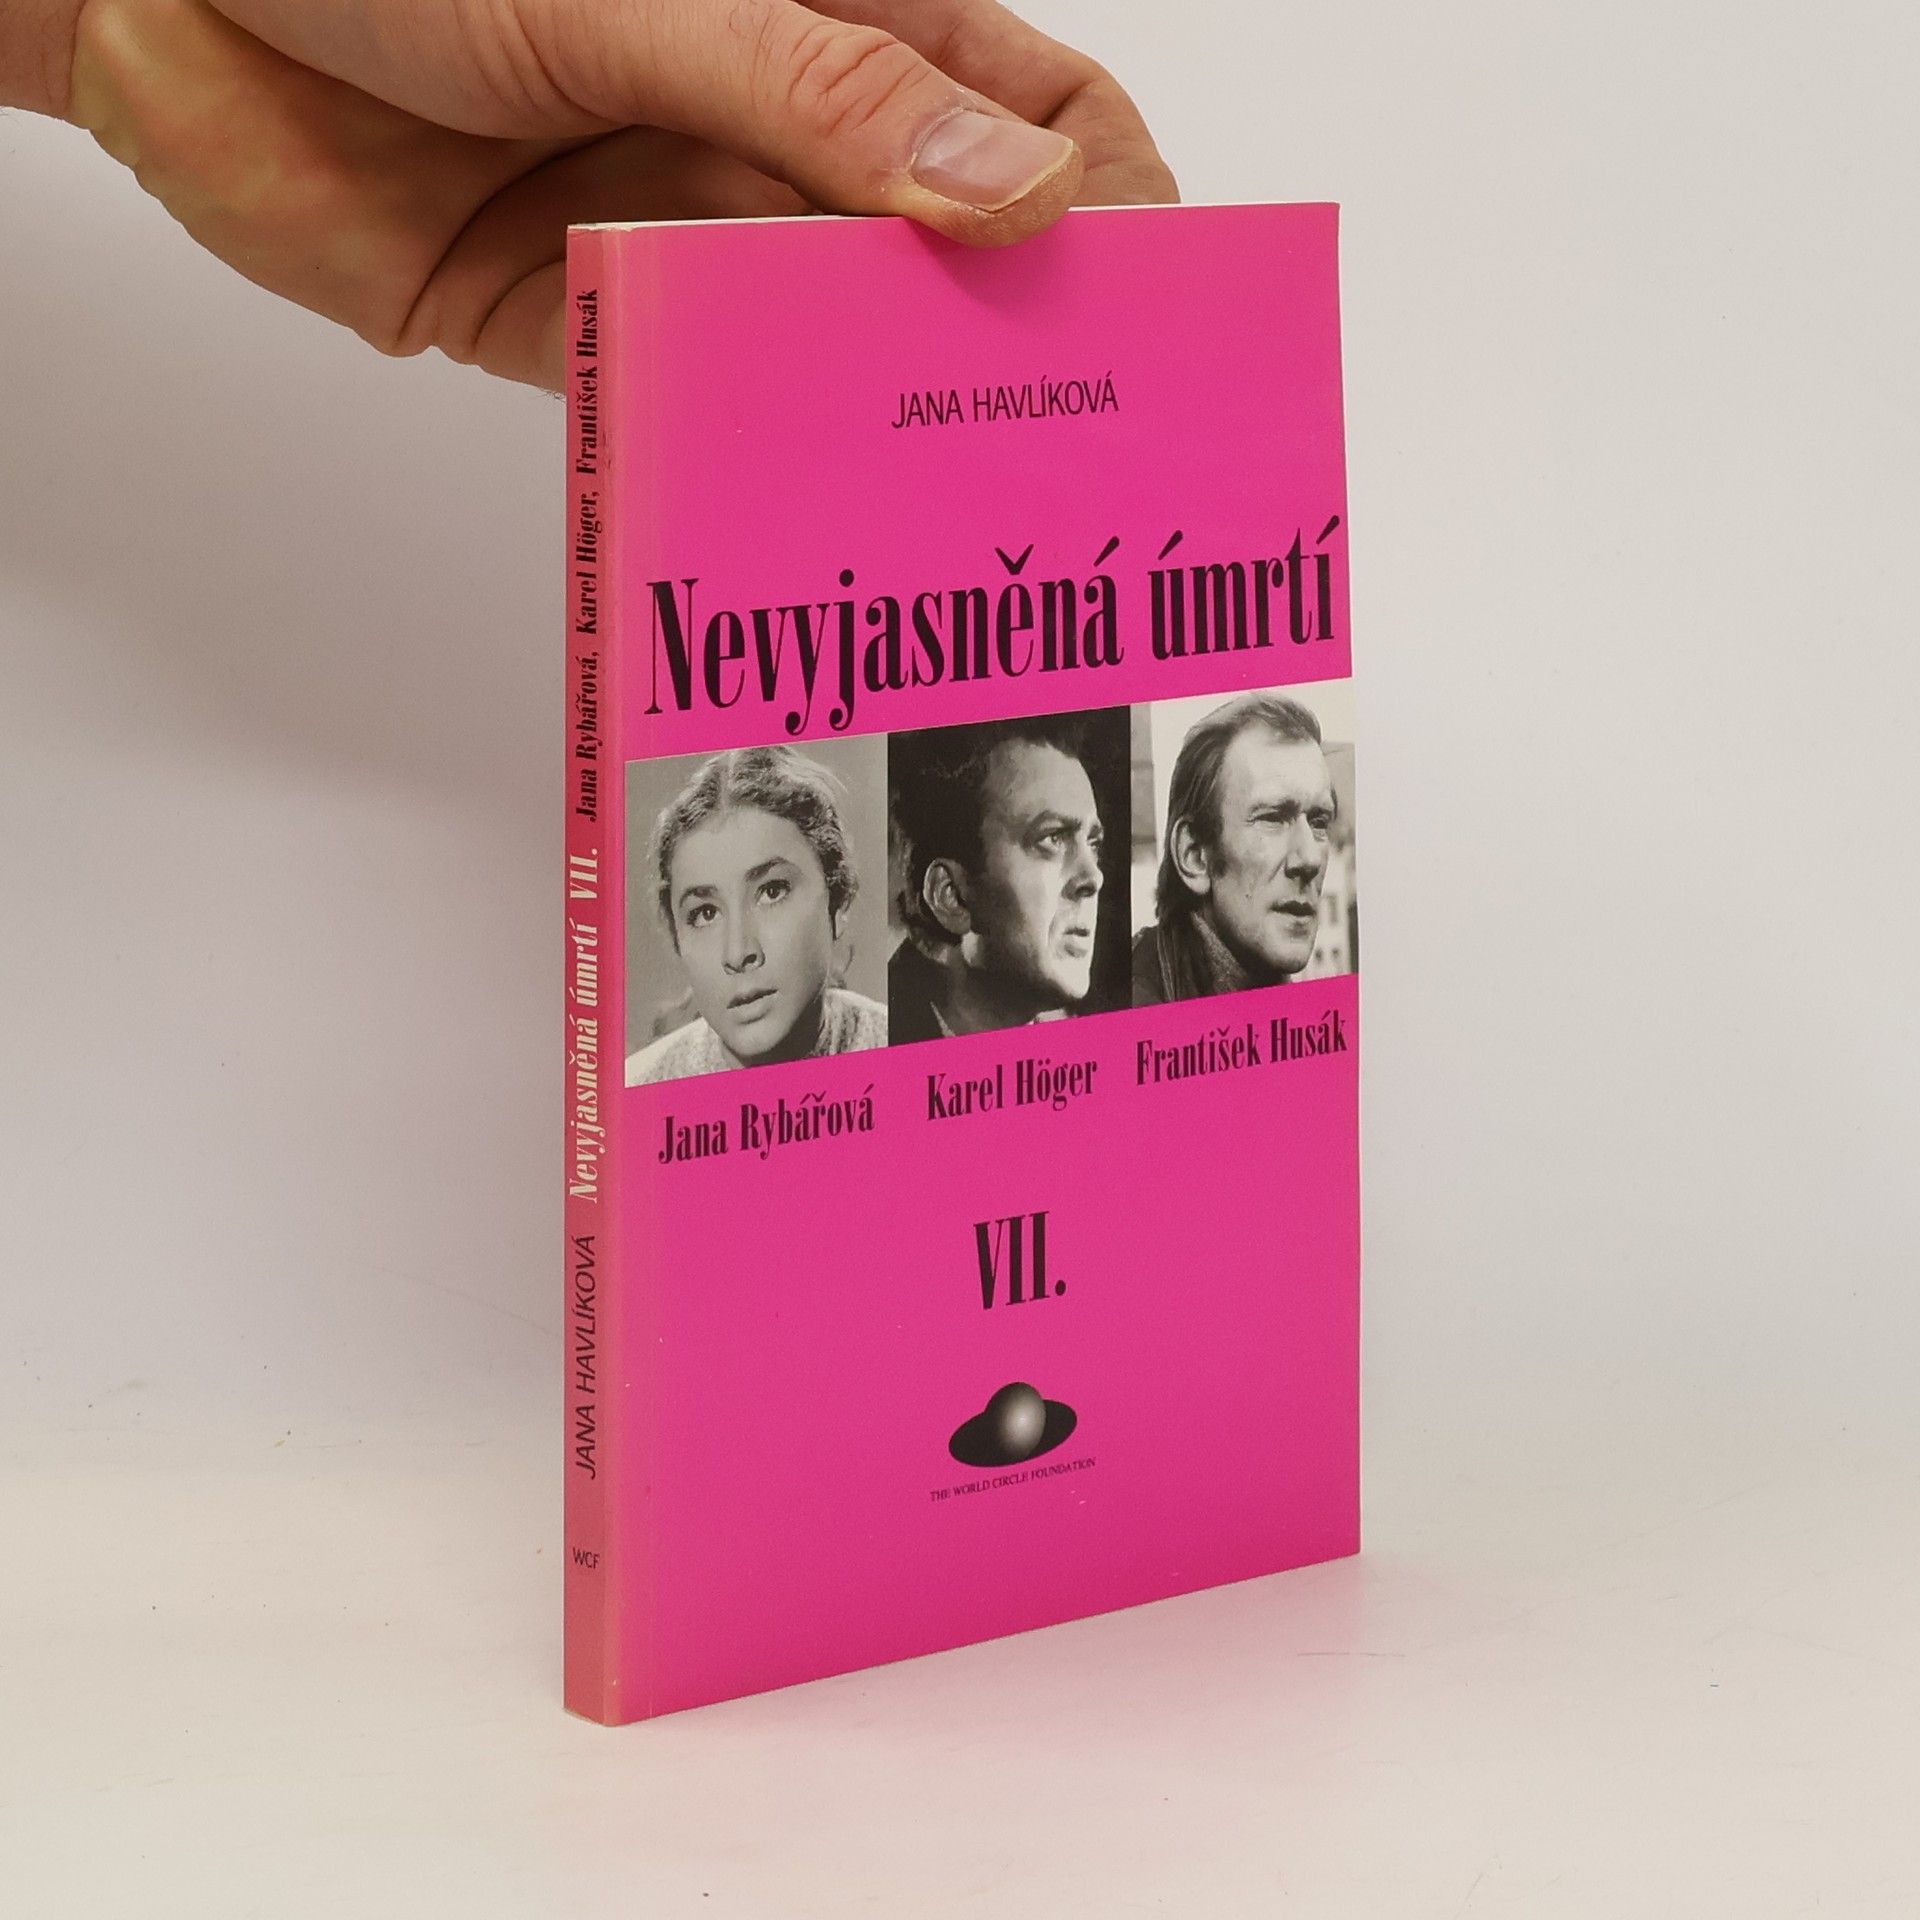 JANA HAVLÍKOVÁ
Nevyjasněná úmrtí
Jana Rybářová
Karel Höger
František Husák
VII.
THE WORLD CIRCLE FOUNDATION
JANA HAVLÍKOVÁ Nevyjasněná úmrtí VII. Jana Rybářová, Karel Höger, František Husák
WCF